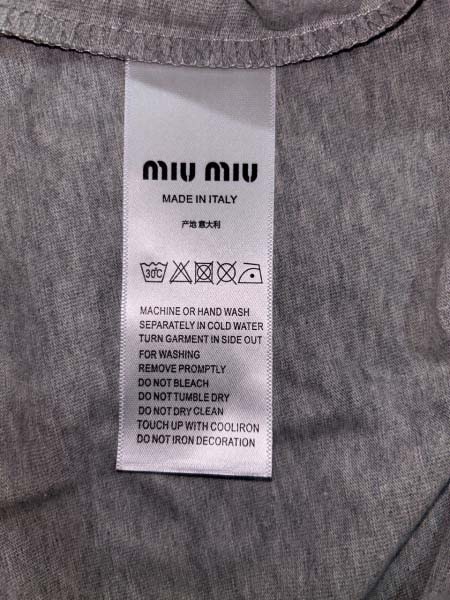 miu miu
MADE IN ITALY
产地 意大利
30C
MACHINE OR HAND WASH
SEPARATELY IN COLD WATER
TURN GARMENT IN SIDE OUT
FOR WASHING
REMOVE PROMPTLY
DO NOT BLEACH
DO NOT TUMBLE DRY
DO NOT DRY CLEAN
TOUCH UP WITH COOLIRON
DO NOT IRON DECORATION